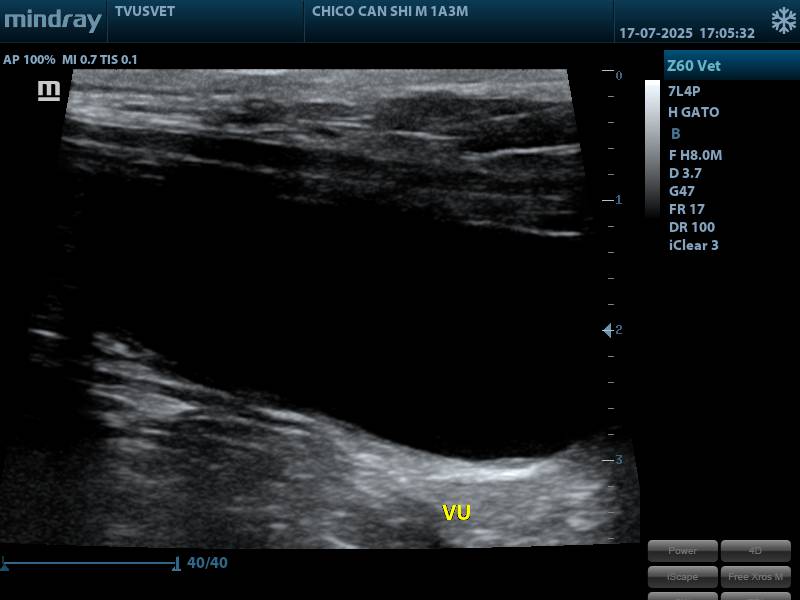 mindray
TVUSVET
CHICO CAN SHI M 1A3M
17-07-2025 17:05:32
AP 100% MI 0.7 TIS 0.1
m
0
1
2
3
Z60 Vet
7L4P
H GATO
B
F H8.0M
D 3.7
G47
FR 17
DR 100
iClear 3
VU
40/40
Power
4D
iScape
Free Xros M